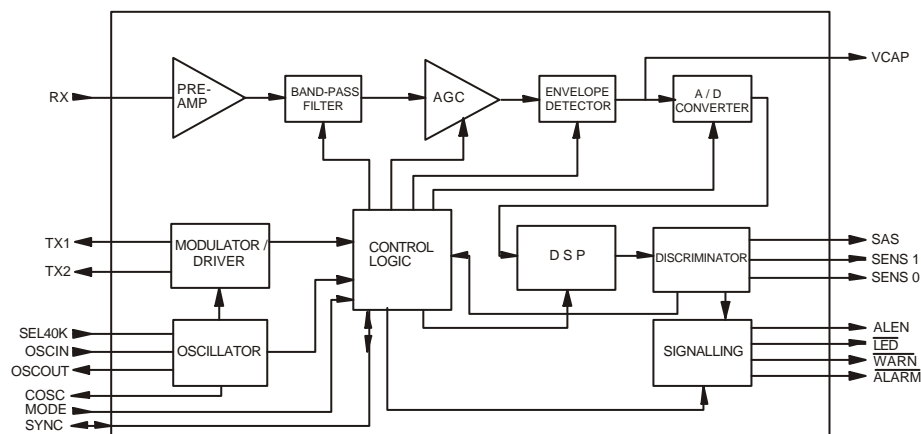 VCAP
RX
PRE-
AMP
BAND-PASS
FILTER
AGC
ENVELOPE
DETECTOR
A / D
CONVERTER
TX1
TX2
MODULATOR /
DRIVER
CONTROL
LOGIC
D S P
DISCRIMINATOR
SAS
SENS 1
SENS 0
SEL40K
OSCIN
OSCOUT
OSCILLATOR
SIGNALLING
ALEN
LED
WARN
ALARM
COSC
MODE
SYNC